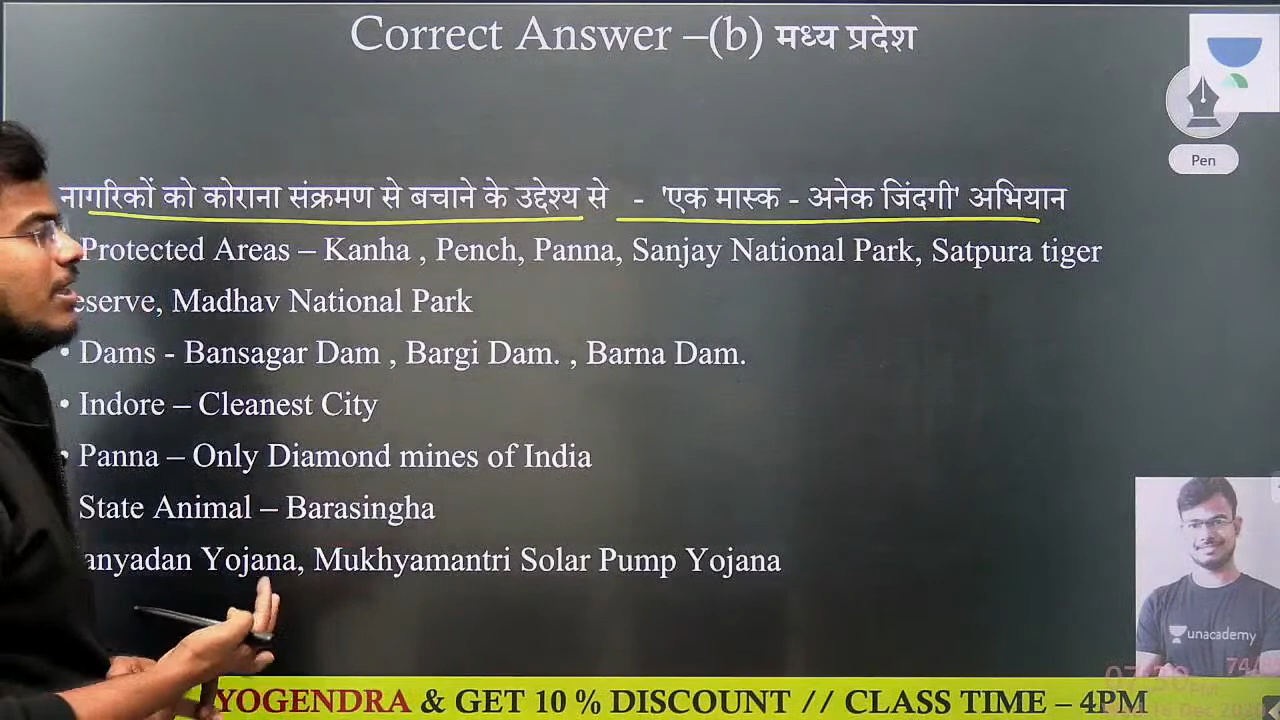 Correct Answer –(b) मध्य प्रदेश
Pen
नागरिकों को कोराना संक्रमण से बचाने के उद्देश्य से - 'एक मास्क - अनेक जिंदगी' अभियान
Protected Areas – Kanha , Pench, Panna, Sanjay National Park, Satpura tiger
eserve, Madhav National Park
• Dams - Bansagar Dam , Bargi Dam. , Barna Dam.
• Indore – Cleanest City
• Panna – Only Diamond mines of India
State Animal – Barasingha
anyadan Yojana, Mukhyamantri Solar Pump Yojana
unacademy
YOGENDRA & GET 10 % DISCOUNT // CLASS TIME – 4PM